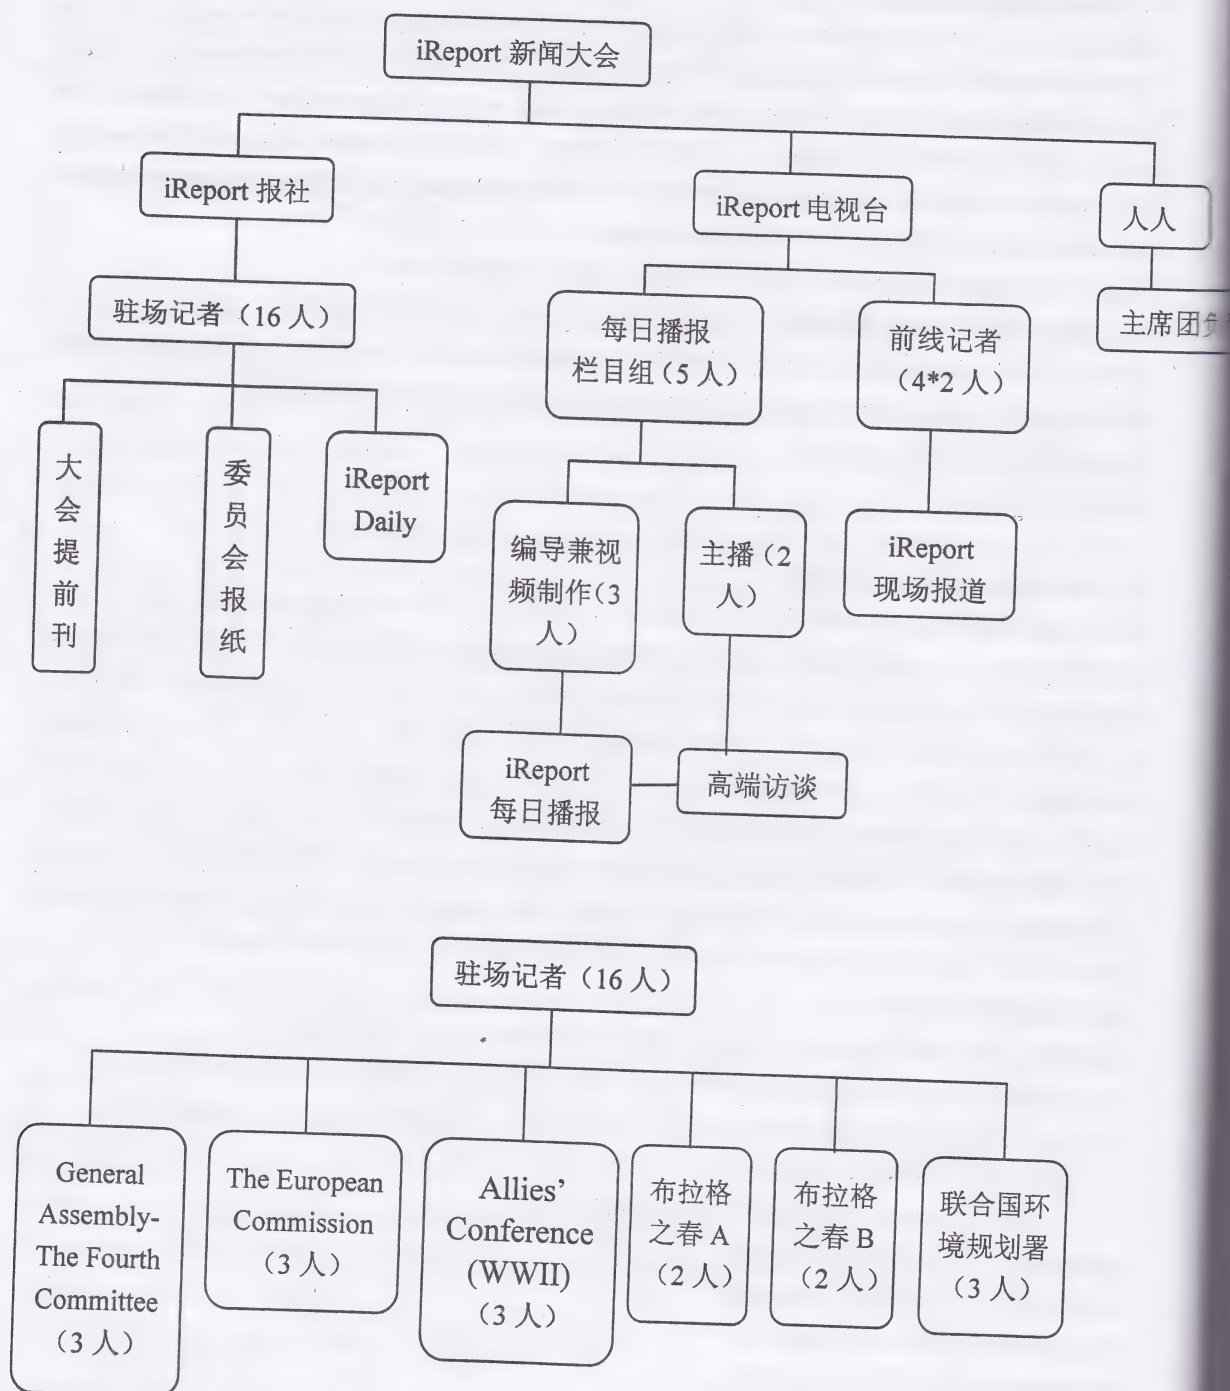 iReport 新闻大会
iReport 报社
iReport 电视台
人人
驻场记者（16 人）
每日播报
栏目组（5 人）
前线记者
（4*2 人）
主席团
大
会
提
前
刊
委
员
会
报
纸
iReport
Daily
编导兼视
频制作（3
人）
主播（2
人）
iReport
现场报道
iReport
每日播报
高端访谈
驻场记者（16 人）
General
Assembly-
The Fourth
Committee
（3 人）
The European
Commission
（3 人）
Allies’
Conference
(WWII)
（3 人）
布拉格
之春 A
（2 人）
布拉格
之春 B
（2 人）
联合国环
境规划署
（3 人）